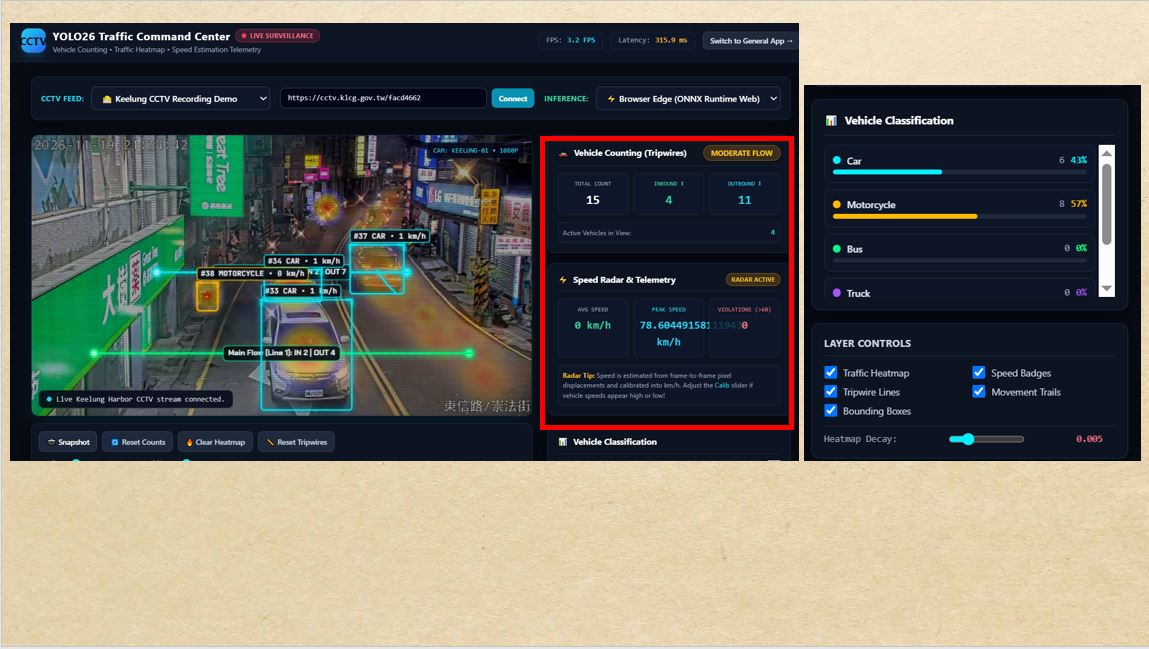 CCTV
YOLO26 Traffic Command Center
LIVE SURVEILLANCE
Vehicle Counting • Traffic Heatmap • Speed Estimation Telemetry
FPS: 3.2 FPS
Latency: 315.9 ms
Switch to General App →
CCTV FEED:
Keelung CCTV Recording Demo
https://cctv.klcg.gov.tw/facd4662
Connect
INFERENCE:
Browser Edge (ONNX Runtime Web)
CAM: KEELUNG-01 • 1080P
eat Tree
#37 CAR • 1 km/h
#34 CAR • 1 km/h
#38 MOTORCYCLE • 0 km/h
OUT 7
#33 CAR • 1 km/h
Main Flow (Line 1): IN 2 | OUT 4
Live Keelung Harbor CCTV stream connected.
東信路/崇法街
Snapshot
Reset Counts
Clear Heatmap
Reset Tripwires
Vehicle Counting (Tripwires)
MODERATE FLOW
TOTAL COUNT
15
INBOUND ⬆
4
OUTBOUND ⬇
11
Active Vehicles in View:
4
Speed Radar & Telemetry
RADAR ACTIVE
AVG SPEED
0 km/h
PEAK SPEED
78.60449158111943
km/h
VIOLATIONS (>60)
0
Radar Tip: Speed is estimated from frame-to-frame pixel
displacements and calibrated into km/h. Adjust the Calib slider if
vehicle speeds appear high or low!
Vehicle Classification
Vehicle Classification
Car
6 43%
Motorcycle
8 57%
Bus
0 0%
Truck
0 0%
LAYER CONTROLS
Traffic Heatmap
Speed Badges
Tripwire Lines
Movement Trails
Bounding Boxes
Heatmap Decay:
0.005